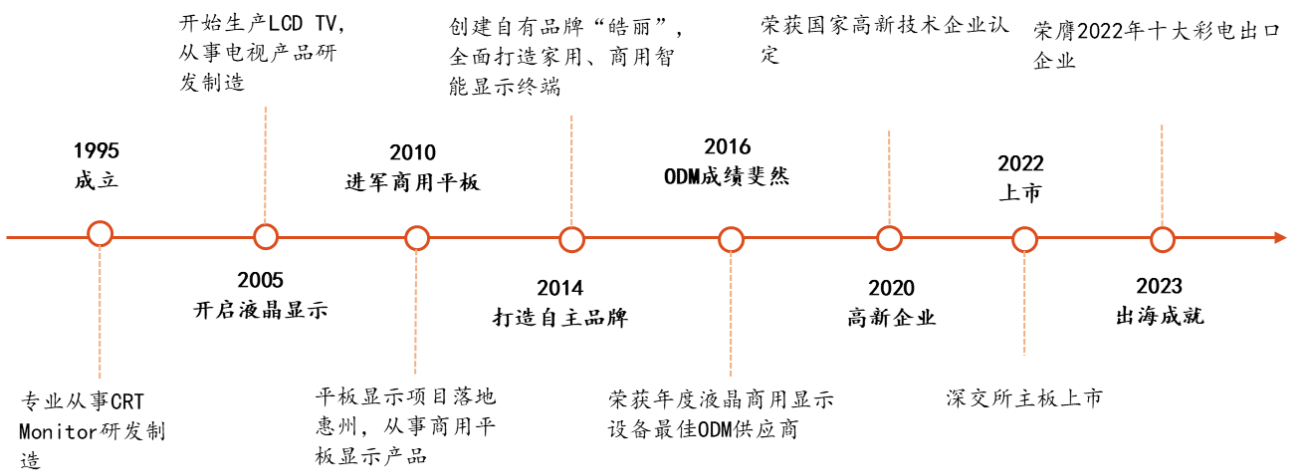 开始生产LCD TV,
从事电视产品研
发制造
创建自有品牌“皓丽”,
全面打造家用、商用智
能显示终端
荣获国家高新技术企业认
定
荣膺2022年十大彩电出口
企业
1995
成立
2010
进军商用平板
2016
ODM成绩斐然
2022
上市
2005
开启液晶显示
2014
打造自主品牌
2020
高新企业
2023
出海成就
专业从事CRT
Monitor研发制
造
平板显示项目落地
惠州，从事商用平
板显示产品
荣获年度液晶商用显示
设备最佳ODM供应商
深交所主板上市